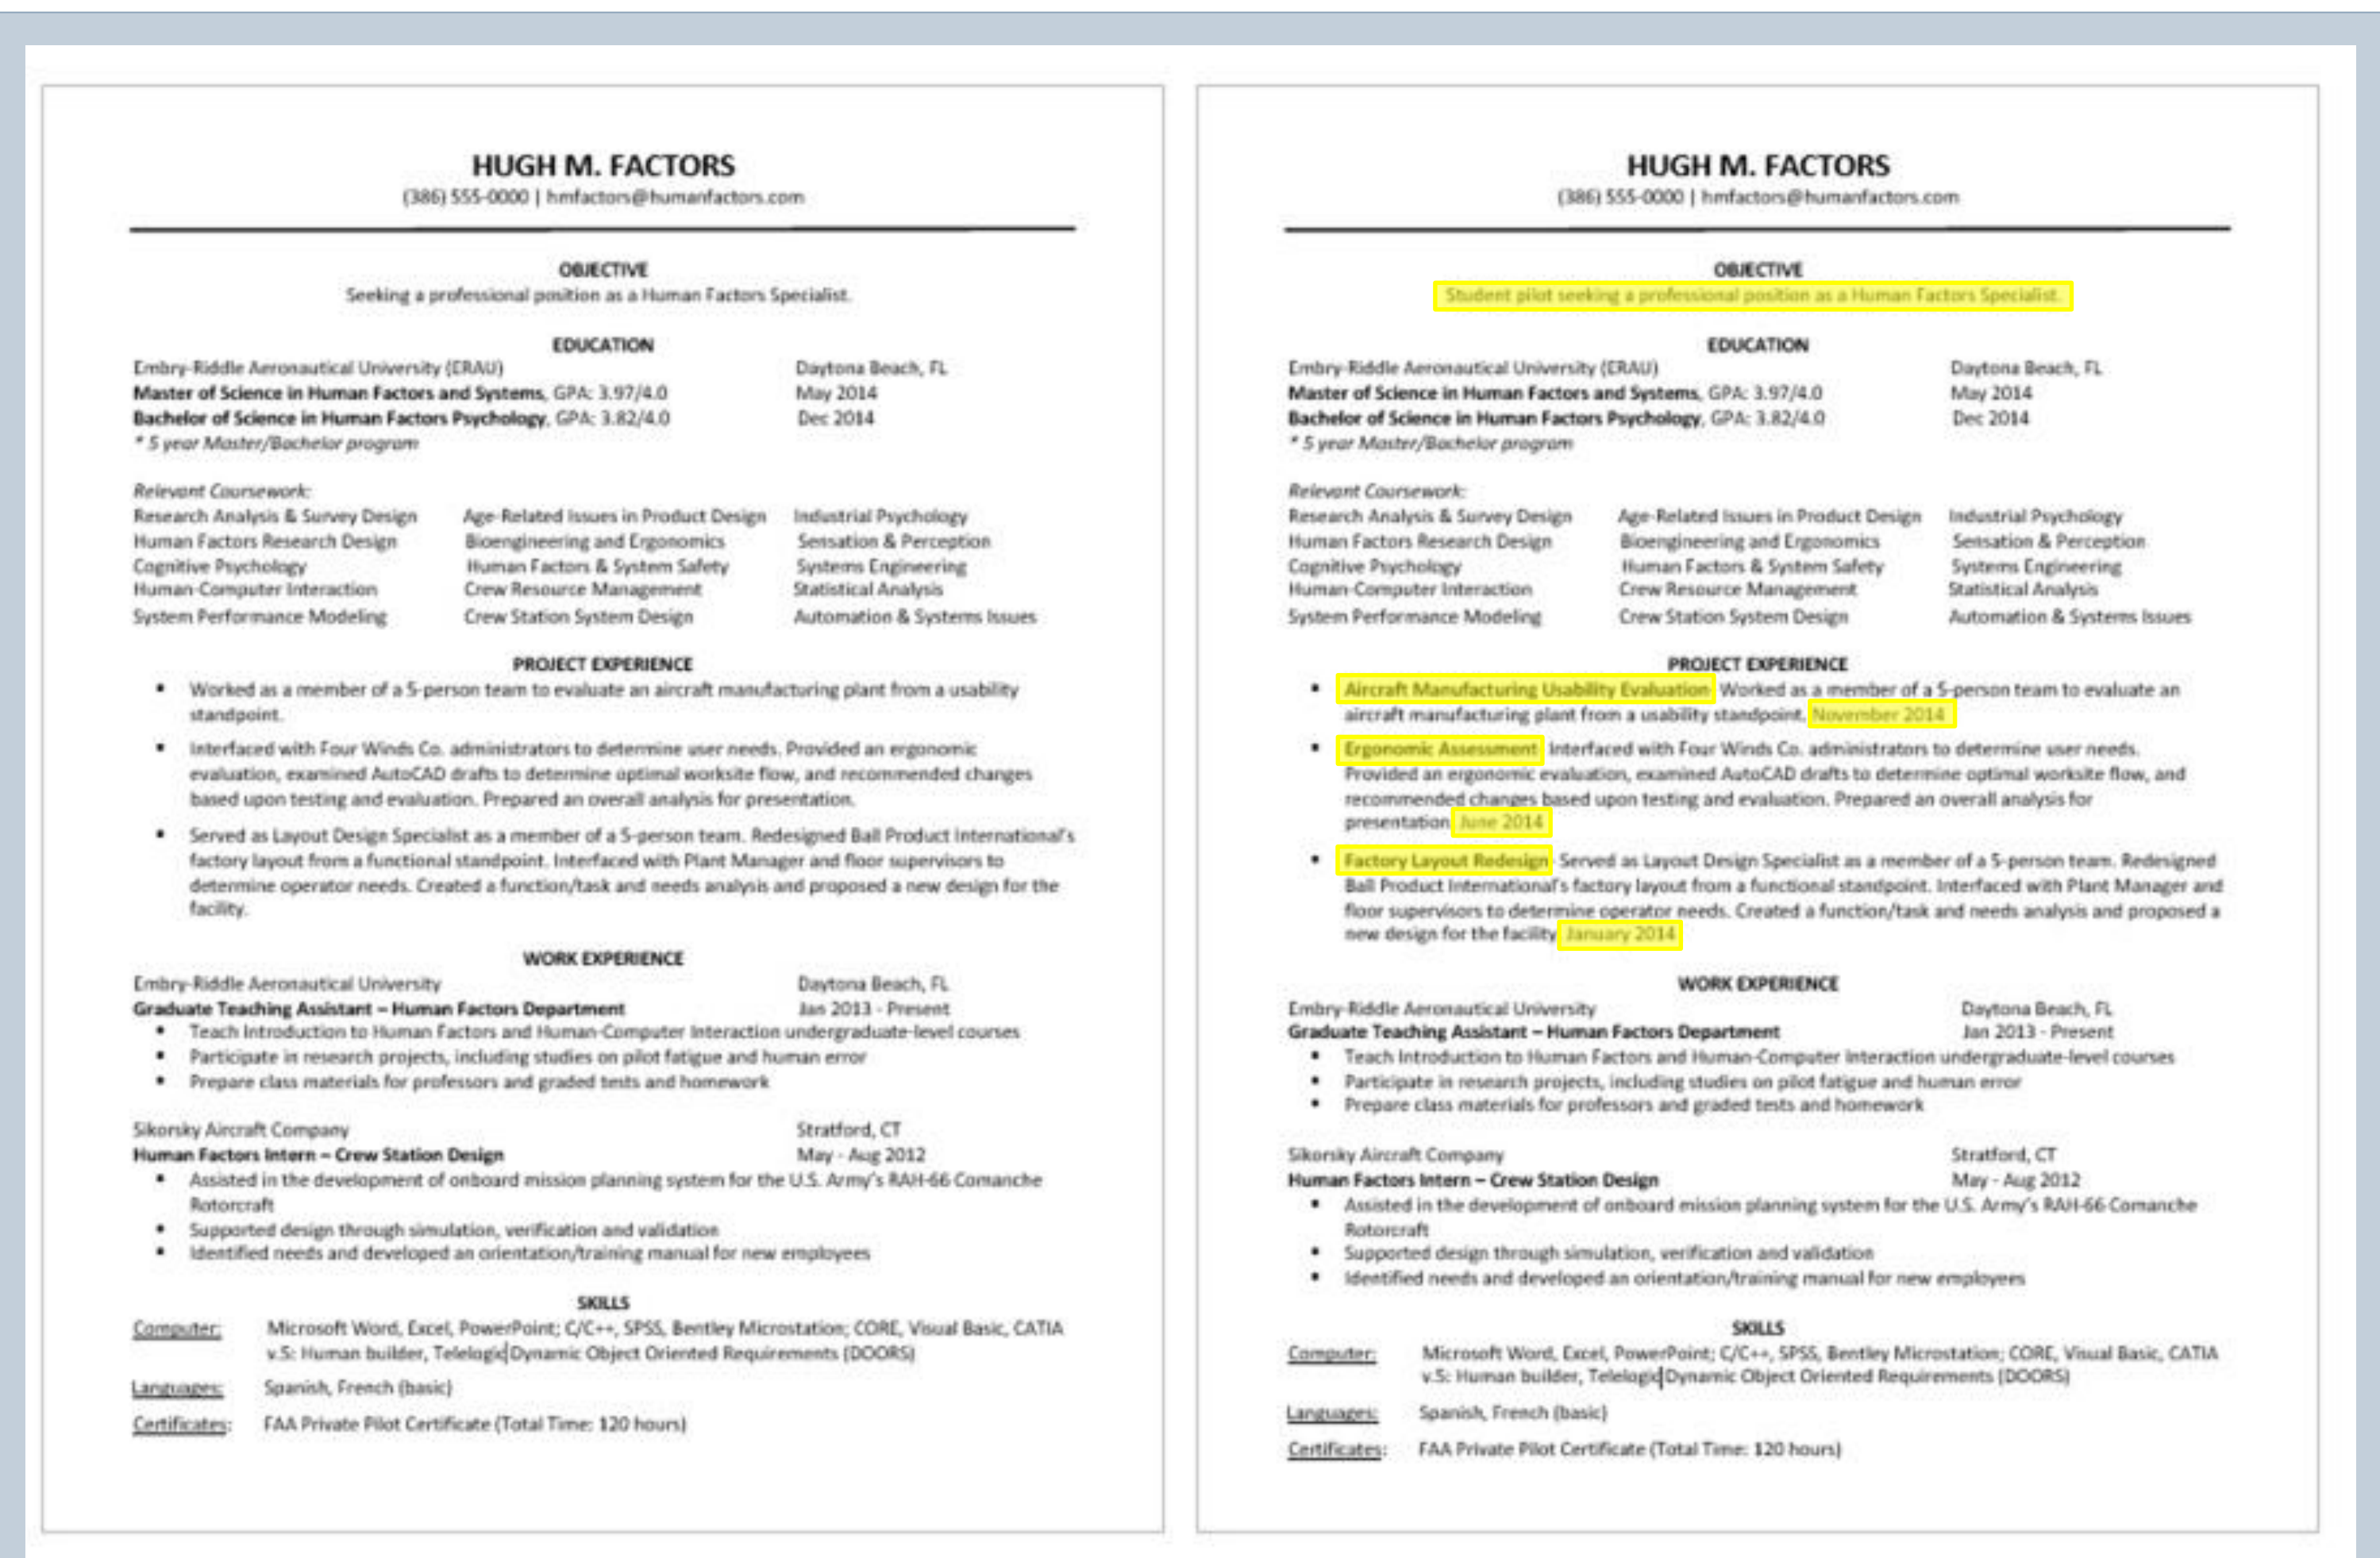 HUGH M. FACTORS
(386) 555-0000 | hmfactors@humanfactors.com
OBJECTIVE
Seeking a professional position as a Human Factors Specialist.
EDUCATION
Embry-Riddle Aeronautical University (ERAU) Daytona Beach, FL
Master of Science in Human Factors and Systems, GPA: 3.97/4.0 May 2014
Bachelor of Science in Human Factors Psychology, GPA: 3.82/4.0 Dec 2014
* 5 year Master/Bachelor program
Relevant Coursework:
Research Analysis & Survey Design Age-Related Issues in Product Design Industrial Psychology
Human Factors Research Design Bioengineering and Ergonomics Sensation & Perception
Cognitive Psychology Human Factors & System Safety Systems Engineering
Human-Computer Interaction Crew Resource Management Statistical Analysis
System Performance Modeling Crew Station System Design Automation & Systems Issues
PROJECT EXPERIENCE
▪ Worked as a member of a 5-person team to evaluate an aircraft manufacturing plant from a usability
standpoint.
▪ Interfaced with Four Winds Co. administrators to determine user needs. Provided an ergonomic
evaluation, examined AutoCAD drafts to determine optimal worksite flow, and recommended changes
based upon testing and evaluation. Prepared an overall analysis for presentation.
▪ Served as Layout Design Specialist as a member of a 5-person team. Redesigned Ball Product International's
factory layout from a functional standpoint. Interfaced with Plant Manager and floor supervisors to
determine operator needs. Created a function/task and needs analysis and proposed a new design for the
facility.
WORK EXPERIENCE
Embry-Riddle Aeronautical University Daytona Beach, FL
Graduate Teaching Assistant – Human Factors Department Jan 2013 - Present
▪ Teach Introduction to Human Factors and Human-Computer Interaction undergraduate-level courses
▪ Participate in research projects, including studies on pilot fatigue and human error
▪ Prepare class materials for professors and graded tests and homework
Sikorsky Aircraft Company Stratford, CT
Human Factors Intern – Crew Station Design May - Aug 2012
▪ Assisted in the development of onboard mission planning system for the U.S. Army's RAH-66 Comanche
Rotorcraft
▪ Supported design through simulation, verification and validation
▪ Identified needs and developed an orientation/training manual for new employees
SKILLS
Computer: Microsoft Word, Excel, PowerPoint; C/C++, SPSS, Bentley Microstation; CORE, Visual Basic, CATIA
v.5: Human builder, Telelogic Dynamic Object Oriented Requirements (DOORS)
Languages: Spanish, French (basic)
Certificates: FAA Private Pilot Certificate (Total Time: 120 hours)
HUGH M. FACTORS
(386) 555-0000 | hmfactors@humanfactors.com
OBJECTIVE
Student pilot seeking a professional position as a Human Factors Specialist.
EDUCATION
Embry-Riddle Aeronautical University (ERAU) Daytona Beach, FL
Master of Science in Human Factors and Systems, GPA: 3.97/4.0 May 2014
Bachelor of Science in Human Factors Psychology, GPA: 3.82/4.0 Dec 2014
* 5 year Master/Bachelor program
Relevant Coursework:
Research Analysis & Survey Design Age-Related Issues in Product Design Industrial Psychology
Human Factors Research Design Bioengineering and Ergonomics Sensation & Perception
Cognitive Psychology Human Factors & System Safety Systems Engineering
Human-Computer Interaction Crew Resource Management Statistical Analysis
System Performance Modeling Crew Station System Design Automation & Systems Issues
PROJECT EXPERIENCE
▪ Aircraft Manufacturing Usability Evaluation Worked as a member of a 5-person team to evaluate an
aircraft manufacturing plant from a usability standpoint. November 2014
▪ Ergonomic Assessment Interfaced with Four Winds Co. administrators to determine user needs.
Provided an ergonomic evaluation, examined AutoCAD drafts to determine optimal worksite flow, and
recommended changes based upon testing and evaluation. Prepared an overall analysis for
presentation June 2014
▪ Factory Layout Redesign Served as Layout Design Specialist as a member of a 5-person team. Redesigned
Ball Product International's factory layout from a functional standpoint. Interfaced with Plant Manager and
floor supervisors to determine operator needs. Created a function/task and needs analysis and proposed a
new design for the facility January 2014
WORK EXPERIENCE
Embry-Riddle Aeronautical University Daytona Beach, FL
Graduate Teaching Assistant – Human Factors Department Jan 2013 - Present
▪ Teach Introduction to Human Factors and Human-Computer Interaction undergraduate-level courses
▪ Participate in research projects, including studies on pilot fatigue and human error
▪ Prepare class materials for professors and graded tests and homework
Sikorsky Aircraft Company Stratford, CT
Human Factors Intern – Crew Station Design May - Aug 2012
▪ Assisted in the development of onboard mission planning system for the U.S. Army's RAH-66 Comanche
Rotorcraft
▪ Supported design through simulation, verification and validation
▪ Identified needs and developed an orientation/training manual for new employees
SKILLS
Computer: Microsoft Word, Excel, PowerPoint; C/C++, SPSS, Bentley Microstation; CORE, Visual Basic, CATIA
v.5: Human builder, Telelogic Dynamic Object Oriented Requirements (DOORS)
Languages: Spanish, French (basic)
Certificates: FAA Private Pilot Certificate (Total Time: 120 hours)